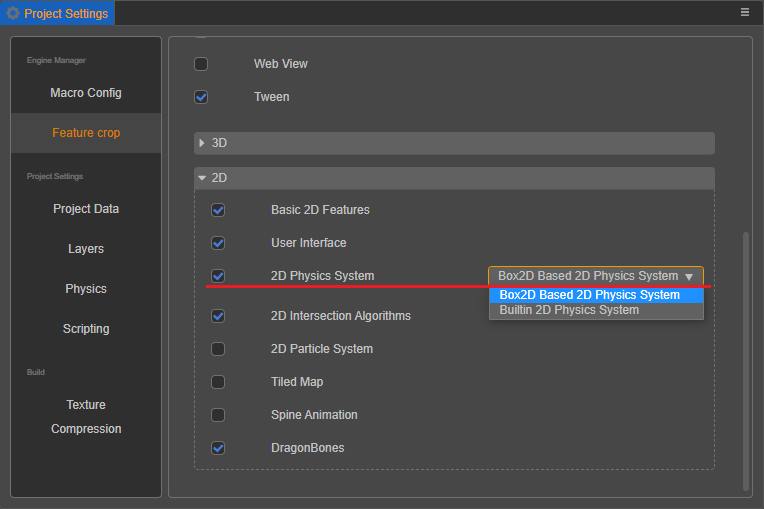 Project Settings
Engine Manager
Macro Config
Feature crop
Project Settings
Project Data
Layers
Physics
Scripting
Build
Texture
Compression
Web View
Tween
3D
2D
Basic 2D Features
User Interface
2D Physics System
Box2D Based 2D Physics System
Box2D Based 2D Physics System
Builtin 2D Physics System
2D Intersection Algorithms
2D Particle System
Tiled Map
Spine Animation
DragonBones